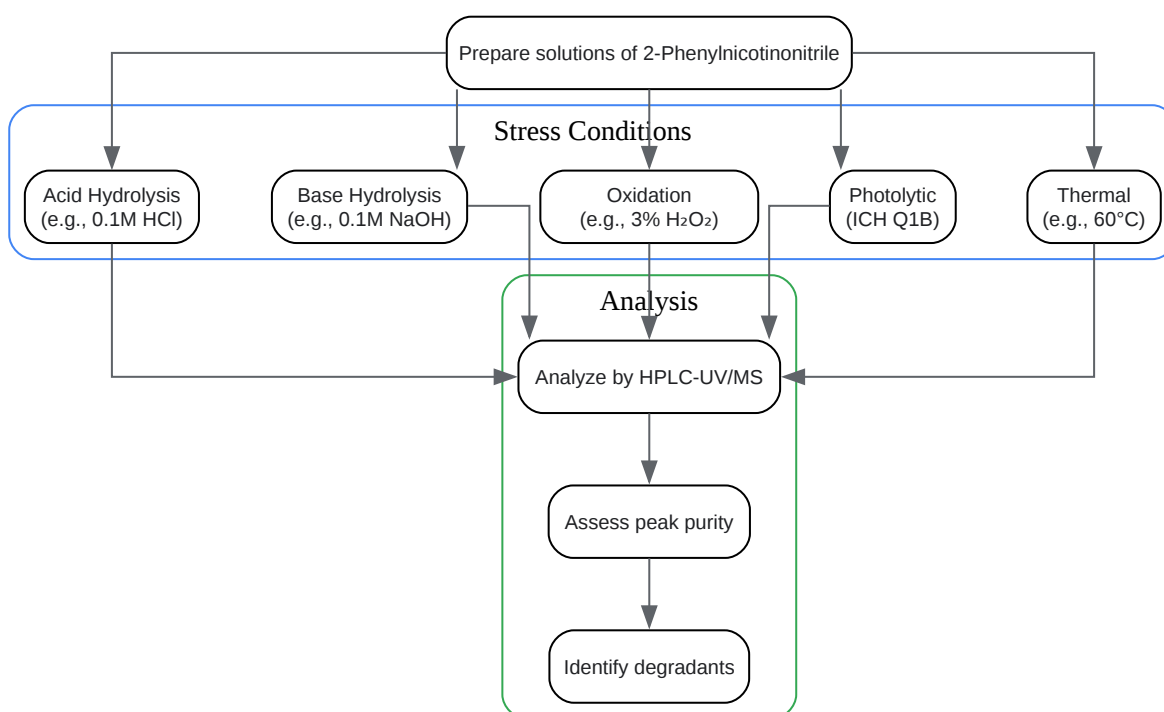 Prepare solutions of 2-Phenylnicotinonitrile
Stress Conditions
Acid Hydrolysis
(e.g., 0.1M HCl)
Base Hydrolysis
(e.g., 0.1M NaOH)
Oxidation
(e.g., 3% H₂O₂)
Photolytic
(ICH Q1B)
Thermal
(e.g., 60°C)
Analysis
Analyze by HPLC-UV/MS
Assess peak purity
Identify degradants